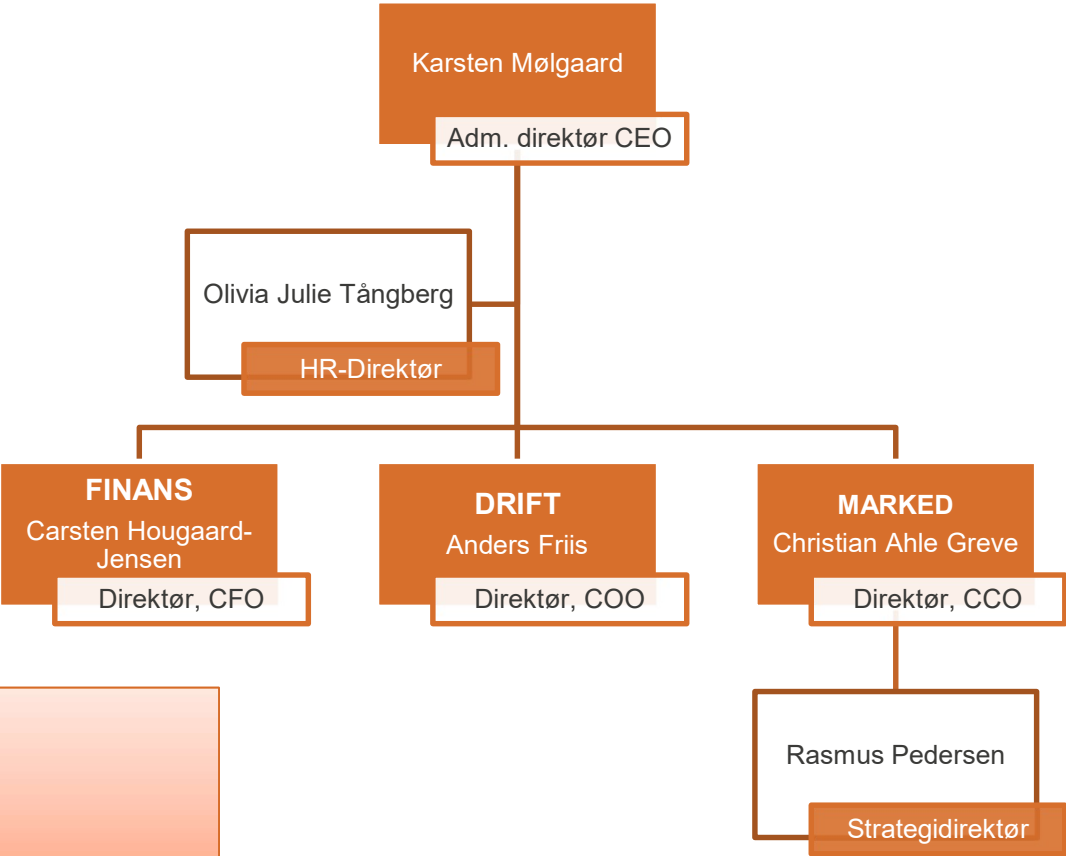 Karsten Mølgaard
Adm. direktør CEO
Olivia Julie Tångberg
HR-Direktør
FINANS
Carsten Hougaard-
Jensen
Direktør, CFO
DRIFT
Anders Friis
Direktør, COO
MARKED
Christian Ahle Greve
Direktør, CCO
Rasmus Pedersen
Strategidirektør